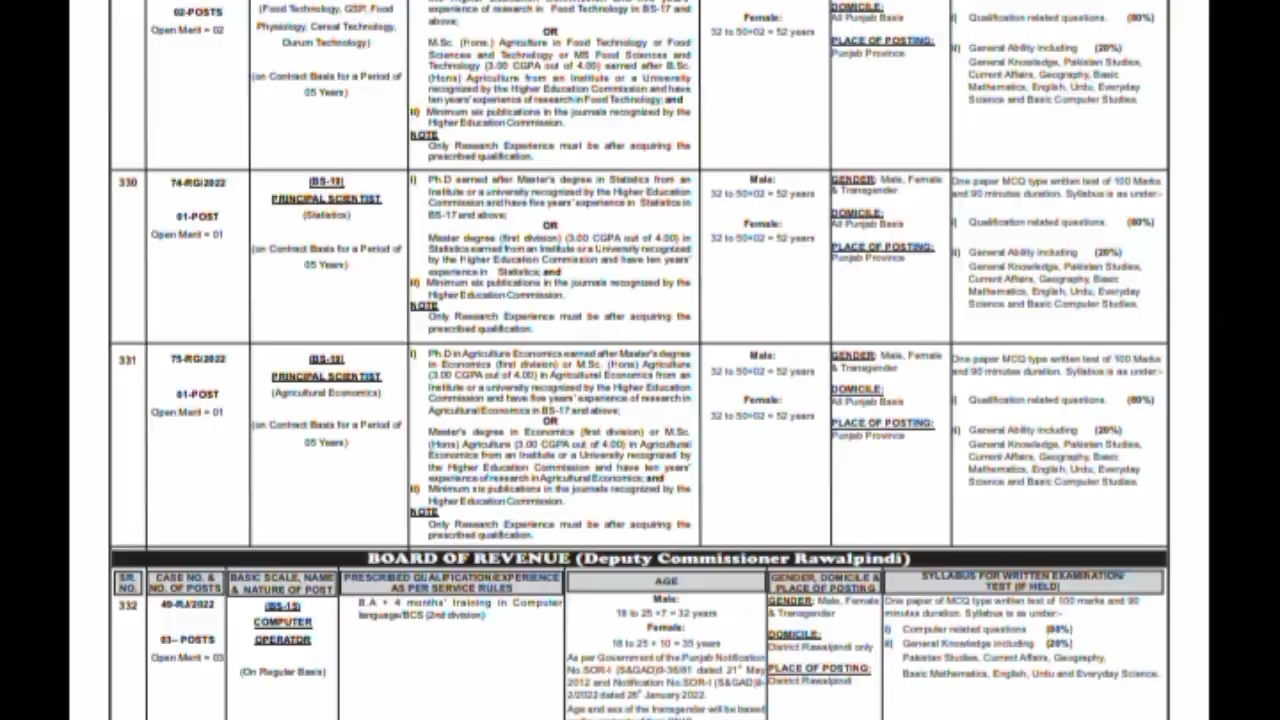 02-POSTS
Open Merit = 02
(Food Technology, GSP, Food
Physiology, Cereal Technology,
Durum Technology)
(on Contract Basis for a Period of
05 Years)
experience of research in Food Technology in BS-17 and
above;
OR
M.Sc. (Hons.) Agriculture in Food Technology or Food
Sciences and Technology or MS Food Sciences and
Technology (3.00 CGPA out of 4.00) earned after B.Sc.
(Hons) Agriculture from an Institute or a University
recognized by the Higher Education Commission and have
ten years' experience of research in Food Technology; and
ii) Minimum six publications in the journals recognized by the
Higher Education Commission.
NOTE
Only Research Experience must be after acquiring the
prescribed qualification.
Female:
32 to 50+02 = 52 years
DOMICILE:
All Punjab Basis
PLACE OF POSTING:
Punjab Province
i) Qualification related questions. (80%)
ii) General Ability including (20%)
General Knowledge, Pakistan Studies,
Current Affairs, Geography, Basic
Mathematics, English, Urdu, Everyday
Science and Basic Computer Studies.
330
74-RG/2022
01-POST
Open Merit = 01
(BS-18)
PRINCIPAL SCIENTIST
(Statistics)
(on Contract Basis for a Period of
05 Years)
i) Ph.D earned after Master's degree in Statistics from an
Institute or a university recognized by the Higher Education
Commission and have five years' experience in Statistics in
BS-17 and above;
OR
Master degree (first division) (3.00 CGPA out of 4.00) in
Statistics earned from an Institute or a University recognized
by the Higher Education Commission and have ten years'
experience in Statistics; and
ii) Minimum six publications in the journals recognized by the
Higher Education Commission.
NOTE
Only Research Experience must be after acquiring the
prescribed qualification.
Male:
32 to 50+02 = 52 years
Female:
32 to 50+02 = 52 years
GENDER: Male, Female
& Transgender
DOMICILE:
All Punjab Basis
PLACE OF POSTING:
Punjab Province
One paper MCQ type written test of 100 Marks
and 90 minutes duration. Syllabus is as under:-
i) Qualification related questions. (80%)
ii) General Ability including (20%)
General Knowledge, Pakistan Studies,
Current Affairs, Geography, Basic
Mathematics, English, Urdu, Everyday
Science and Basic Computer Studies.
331
75-RG/2022
01-POST
Open Merit = 01
(BS-18)
PRINCIPAL SCIENTIST
(Agricultural Economics)
(on Contract Basis for a Period of
05 Years)
i) Ph.D in Agriculture Economics earned after Master's degree
in Economics (first division) or M.Sc. (Hons) Agriculture
(3.00 CGPA out of 4.00) in Agricultural Economics from an
Institute or a university recognized by the Higher Education
Commission and have five years' experience of research in
Agricultural Economics in BS-17 and above;
OR
Master's degree in Economics (first division) or M.Sc.
(Hons) Agriculture (3.00 CGPA out of 4.00) in Agricultural
Economics from an Institute or a University recognized by
the Higher Education Commission and have ten years'
experience of research in Agricultural Economics; and
ii) Minimum six publications in the journals recognized by the
Higher Education Commission.
NOTE
Only Research Experience must be after acquiring the
prescribed qualification.
Male:
32 to 50+02 = 52 years
Female:
32 to 50+02 = 52 years
GENDER: Male, Female
& Transgender
DOMICILE:
All Punjab Basis
PLACE OF POSTING:
Punjab Province
One paper MCQ type written test of 100 Marks
and 90 minutes duration. Syllabus is as under:-
i) Qualification related questions. (80%)
ii) General Ability including (20%)
General Knowledge, Pakistan Studies,
Current Affairs, Geography, Basic
Mathematics, English, Urdu, Everyday
Science and Basic Computer Studies.
BOARD OF REVENUE (Deputy Commissioner Rawalpindi)
SR. NO.
CASE NO. & NO. OF POSTS
BASIC SCALE, NAME & NATURE OF POST
PRESCRIBED QUALIFICATION/EXPERIENCE AS PER SERVICE RULES
AGE
GENDER, DOMICILE & PLACE OF POSTING
SYLLABUS FOR WRITTEN EXAMINATION/ TEST (IF HELD)
332
49-RJ/2022
03-- POSTS
Open Merit = 03
(BS-15)
COMPUTER
OPERATOR
(On Regular Basis)
B.A + 4 months' training in Computer
language/BCS (2nd division)
Male:
18 to 25 +7 = 32 years
Female:
18 to 25 + 10 = 35 years
As per Government of the Punjab Notification
No.SOR-I (S&GAD)9-36/81 dated 21st May
2012 and Notification No.SOR-I (S&GAD)9-
2/2022 dated 26th January 2022.
Age and sex of the transgender will be based
GENDER: Male, Female
& Transgender
DOMICILE:
District Rawalpindi only
PLACE OF POSTING:
District Rawalpindi
One paper of MCQ type written test of 100 marks and 90
minutes duration. Syllabus is as under:-
i) Computer related questions (80%)
ii) General Knowledge including (20%)
Pakistan Studies, Current Affairs, Geography,
Basic Mathematics, English, Urdu and Everyday Science.